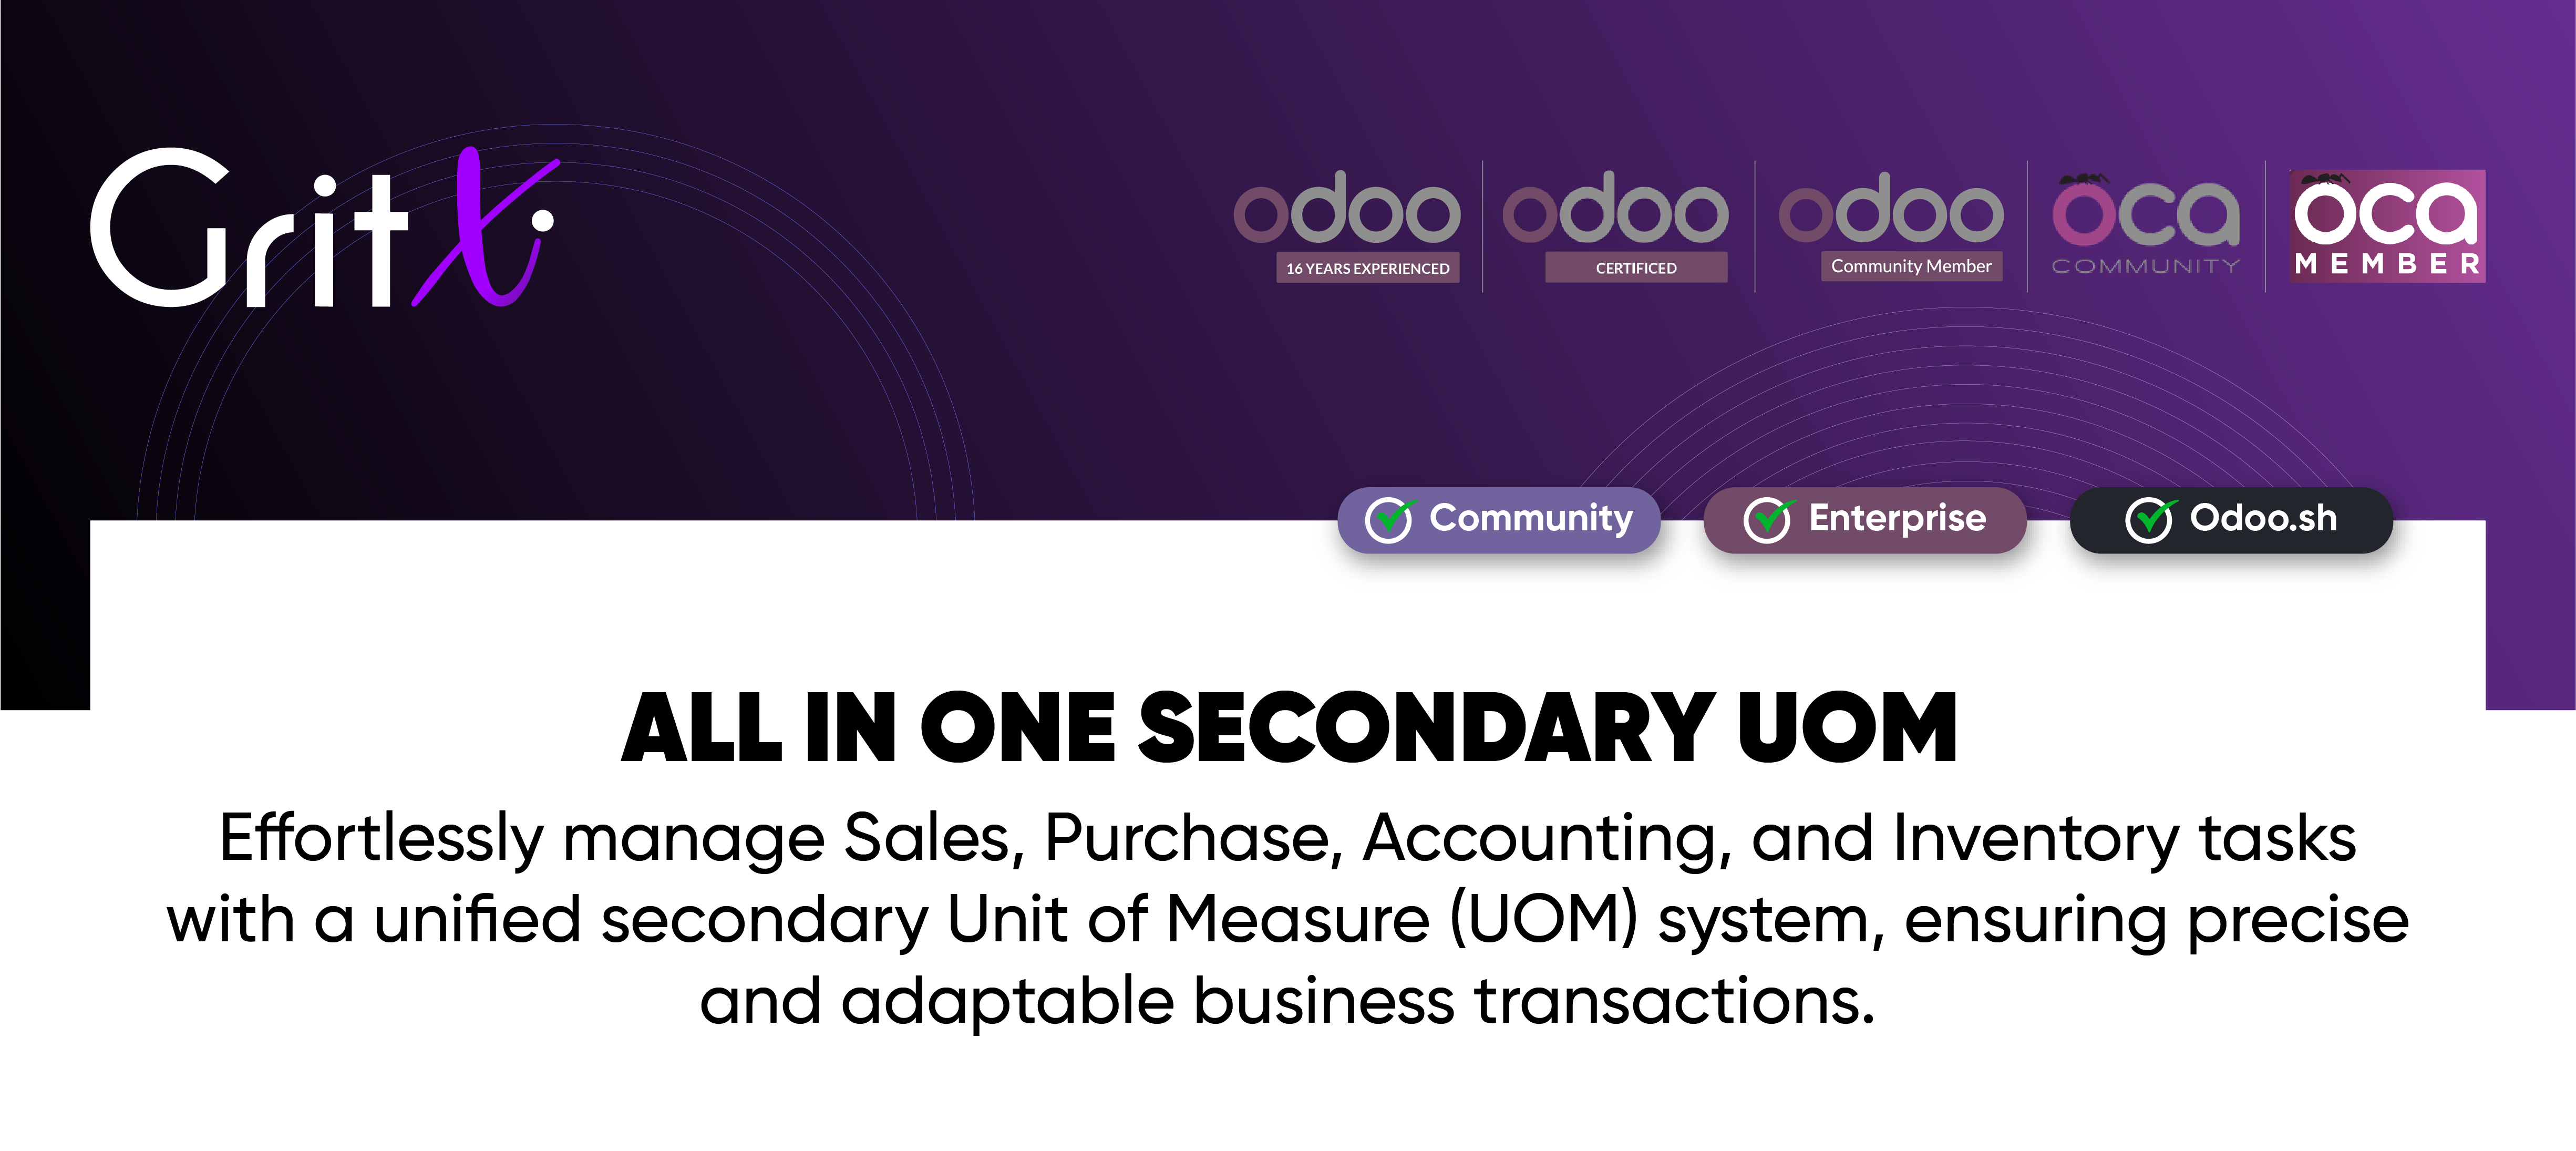 Gritxi
odoo
16 YEARS EXPERIENCED
odoo
CERTIFICED
odoo
Community Member
oca
COMMUNITY
oca
MEMBER
Community
Enterprise
Odoo.sh
ALL IN ONE SECONDARY UOM
Effortlessly manage Sales, Purchase, Accounting, and Inventory tasks
with a unified secondary Unit of Measure (UOM) system, ensuring precise
and adaptable business transactions.